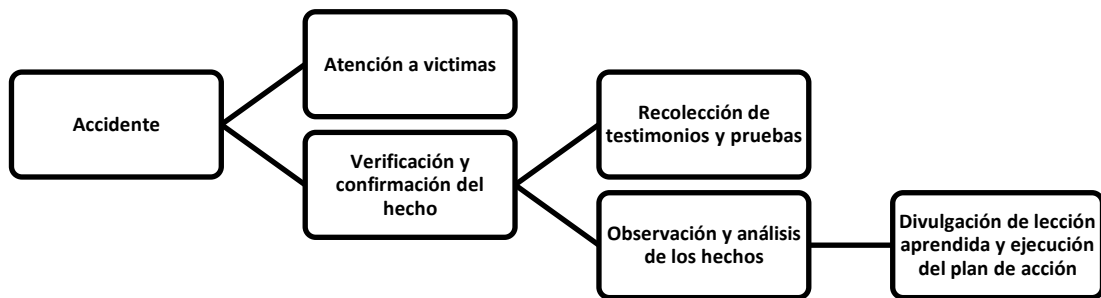 Accidente
Atención a victimas
Verificación y
confirmación del
hecho
Recolección de
testimonios y pruebas
Observación y análisis
de los hechos
Divulgación de lección
aprendida y ejecución
del plan de acción